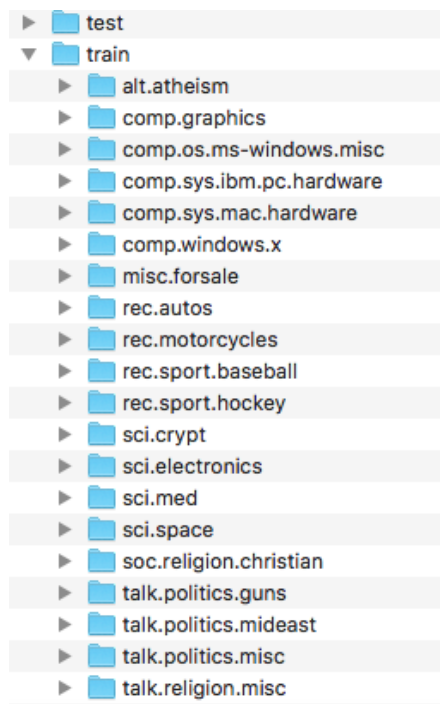 test
train
alt.atheism
comp.graphics
comp.os.ms-windows.misc
comp.sys.ibm.pc.hardware
comp.sys.mac.hardware
comp.windows.x
misc.forsale
rec.autos
rec.motorcycles
rec.sport.baseball
rec.sport.hockey
sci.crypt
sci.electronics
sci.med
sci.space
soc.religion.christian
talk.politics.guns
talk.politics.mideast
talk.politics.misc
talk.religion.misc